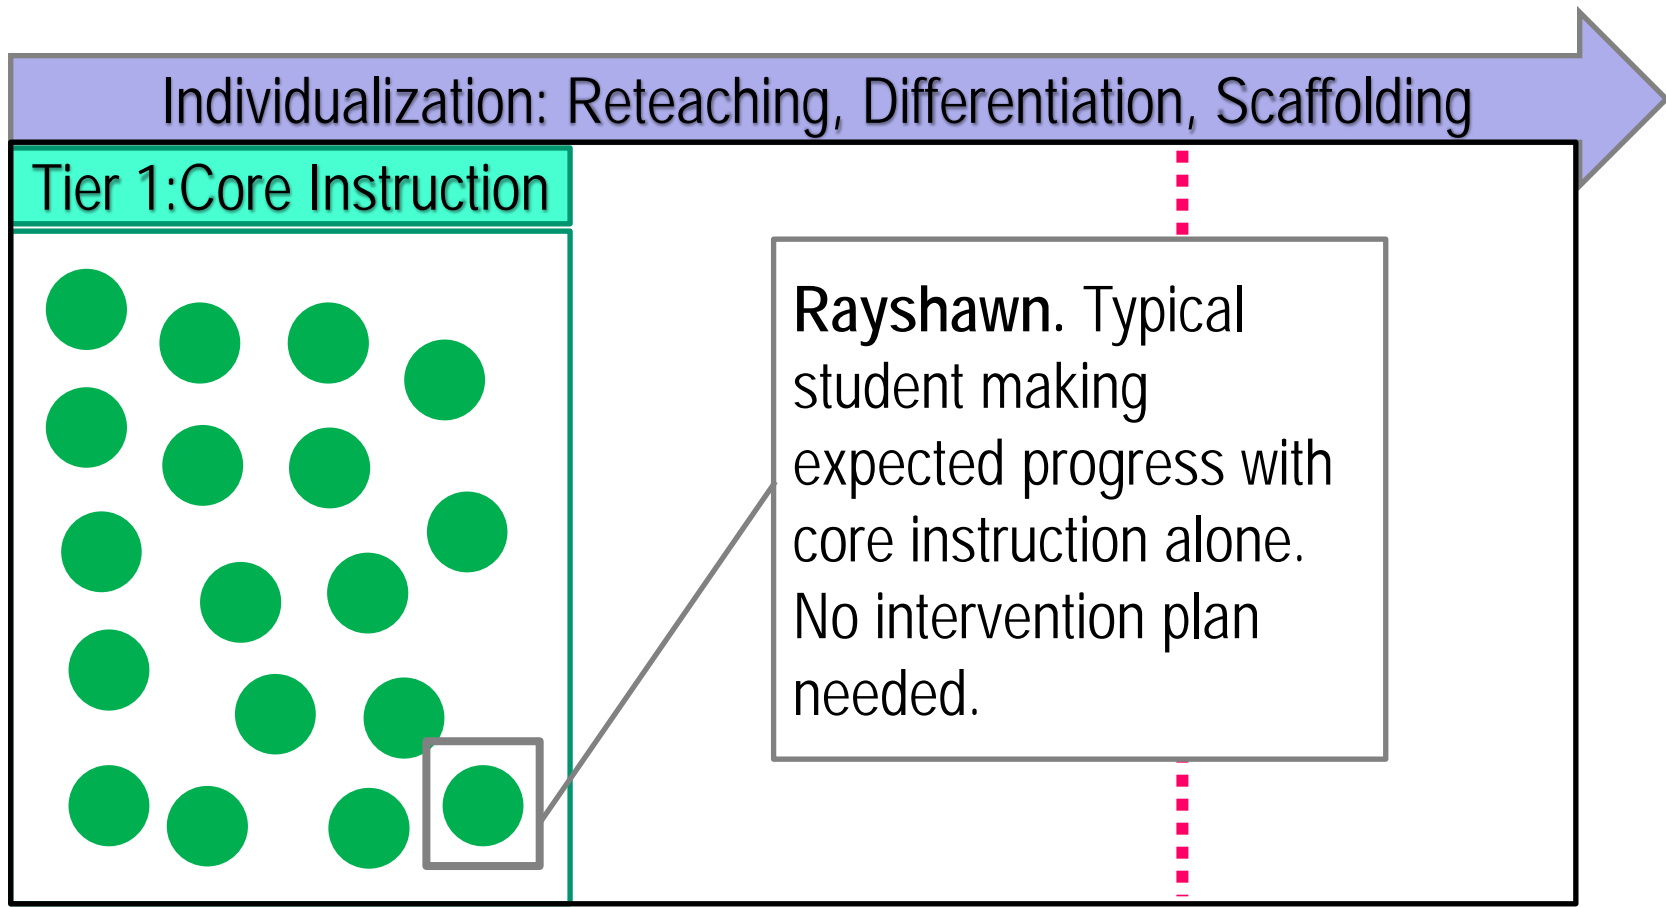 Individualization: Reteaching, Differentiation, Scaffolding
Tier 1:Core Instruction
Rayshawn. Typical
student making
expected progress with
core instruction alone.
No intervention plan
needed.